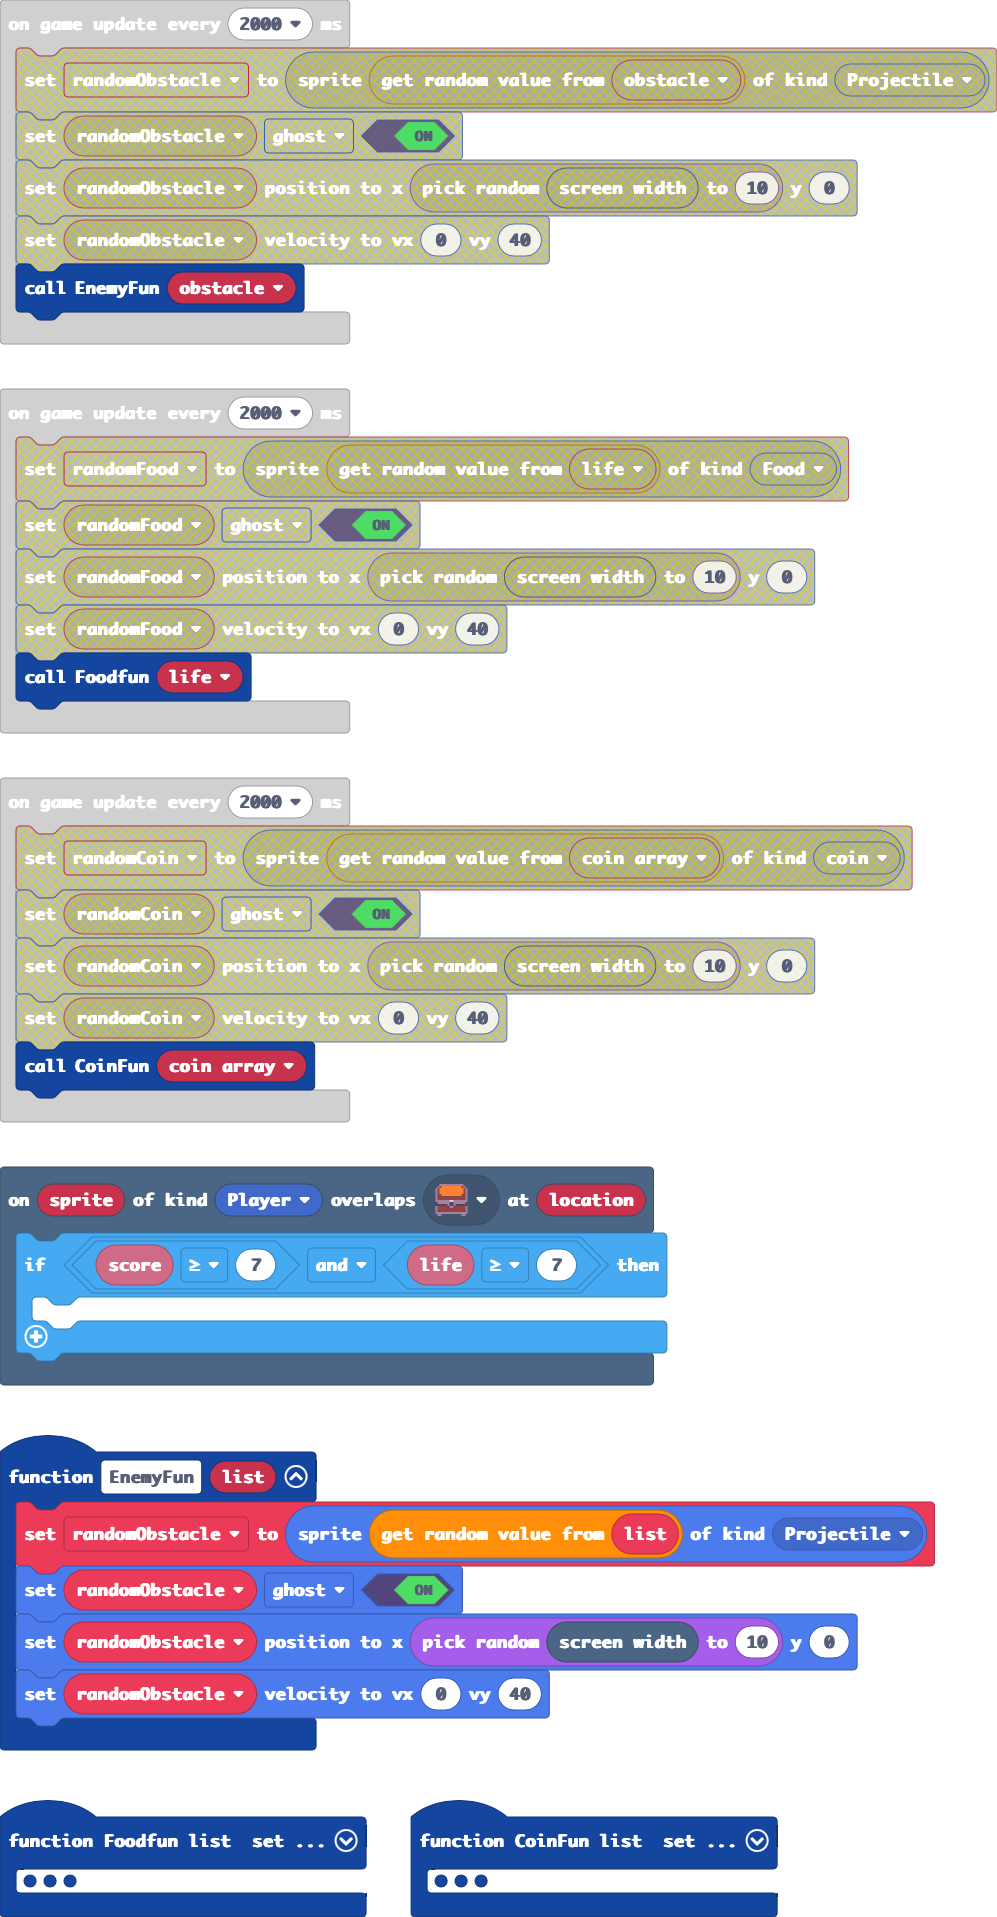 on game update every 2000 ms
set randomObstacle to sprite get random value from obstacle of kind Projectile
set randomObstacle ghost ON
set randomObstacle position to x pick random screen width to 10 y 0
set randomObstacle velocity to vx 0 vy 40
call EnemyFun obstacle
on game update every 2000 ms
set randomFood to sprite get random value from life of kind Food
set randomFood ghost ON
set randomFood position to x pick random screen width to 10 y 0
set randomFood velocity to vx 0 vy 40
call Foodfun life
on game update every 2000 ms
set randomCoin to sprite get random value from coin array of kind coin
set randomCoin ghost ON
set randomCoin position to x pick random screen width to 10 y 0
set randomCoin velocity to vx 0 vy 40
call CoinFun coin array
on sprite of kind Player overlaps at location
if score ≥ 7 and life ≥ 7 then
function EnemyFun list
set randomObstacle to sprite get random value from list of kind Projectile
set randomObstacle ghost ON
set randomObstacle position to x pick random screen width to 10 y 0
set randomObstacle velocity to vx 0 vy 40
function Foodfun list set ...
function CoinFun list set ...